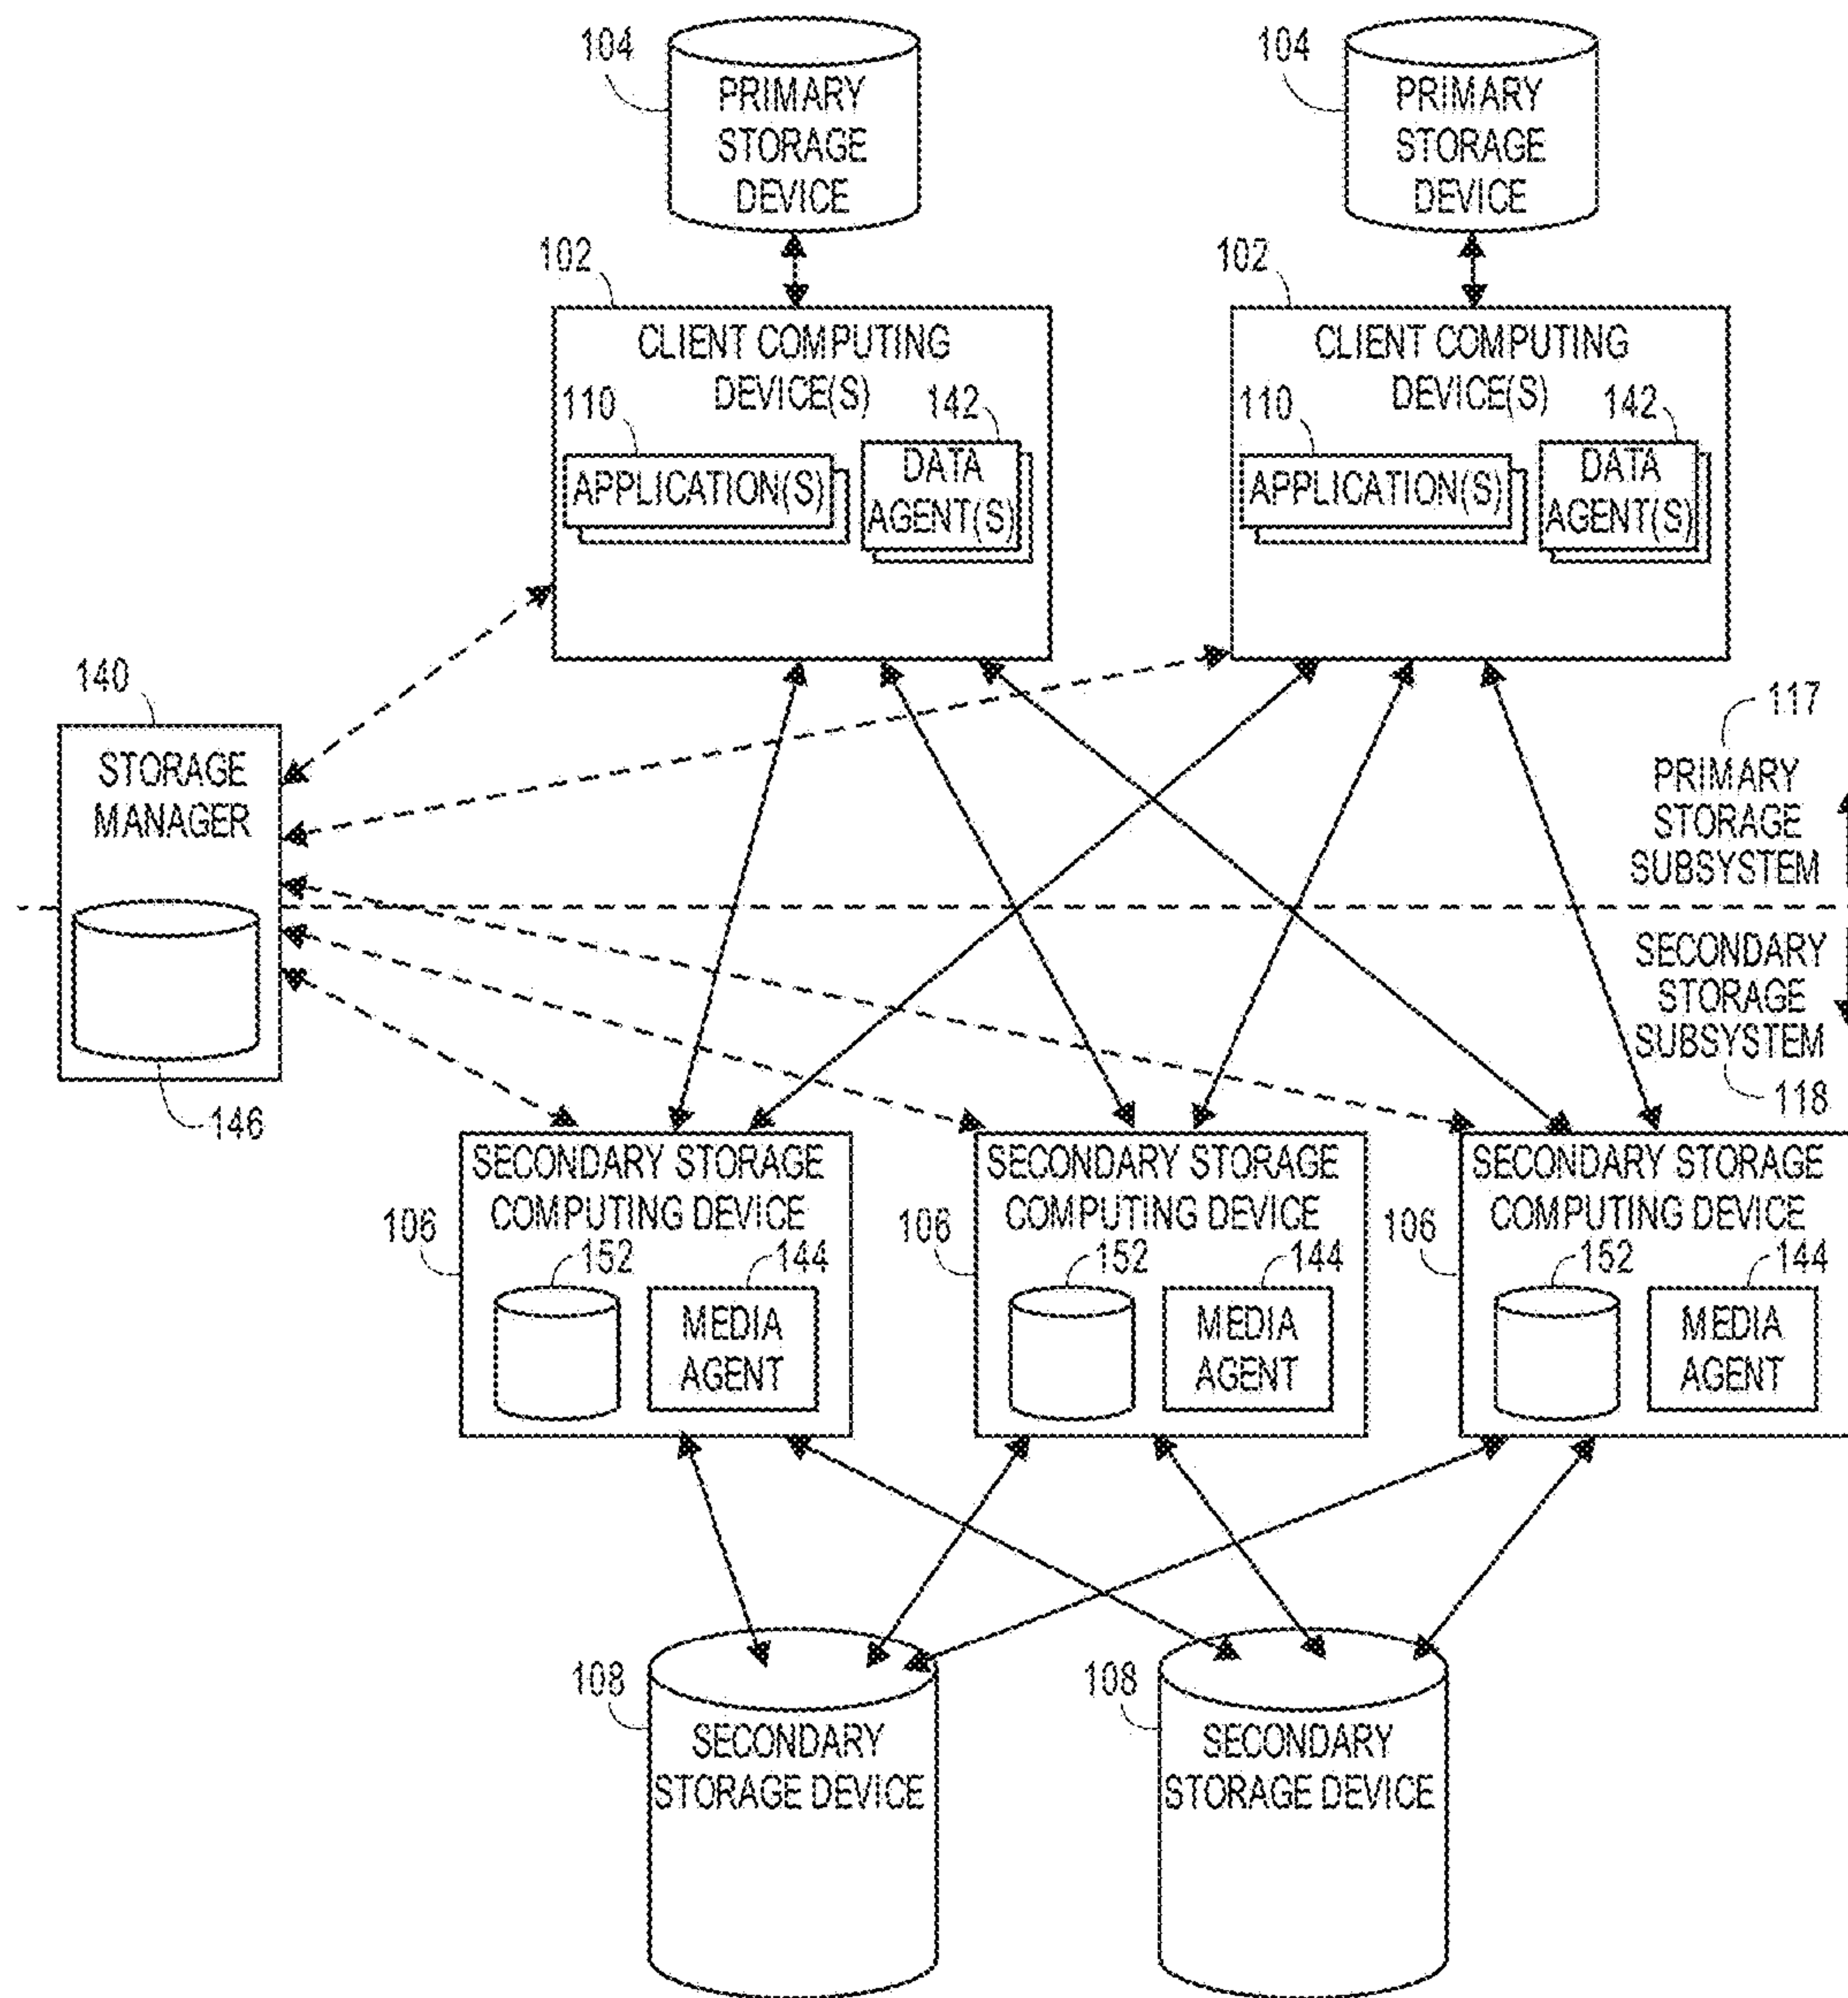 104
PRIMARY
STORAGE
DEVICE
104
PRIMARY
STORAGE
DEVICE
102
CLIENT COMPUTING
DEVICE(S)
110
142
APPLICATION(S)
DATA
AGENT(S)
102
CLIENT COMPUTING
DEVICE(S)
110
142
APPLICATION(S)
DATA
AGENT(S)
140
STORAGE
MANAGER
146
117
PRIMARY
STORAGE
SUBSYSTEM
SECONDARY
STORAGE
SUBSYSTEM
118
SECONDARY STORAGE
COMPUTING DEVICE
106
152
144
MEDIA
AGENT
SECONDARY STORAGE
COMPUTING DEVICE
106
152
144
MEDIA
AGENT
SECONDARY STORAGE
COMPUTING DEVICE
106
152
144
MEDIA
AGENT
108
SECONDARY
STORAGE DEVICE
108
SECONDARY
STORAGE DEVICE